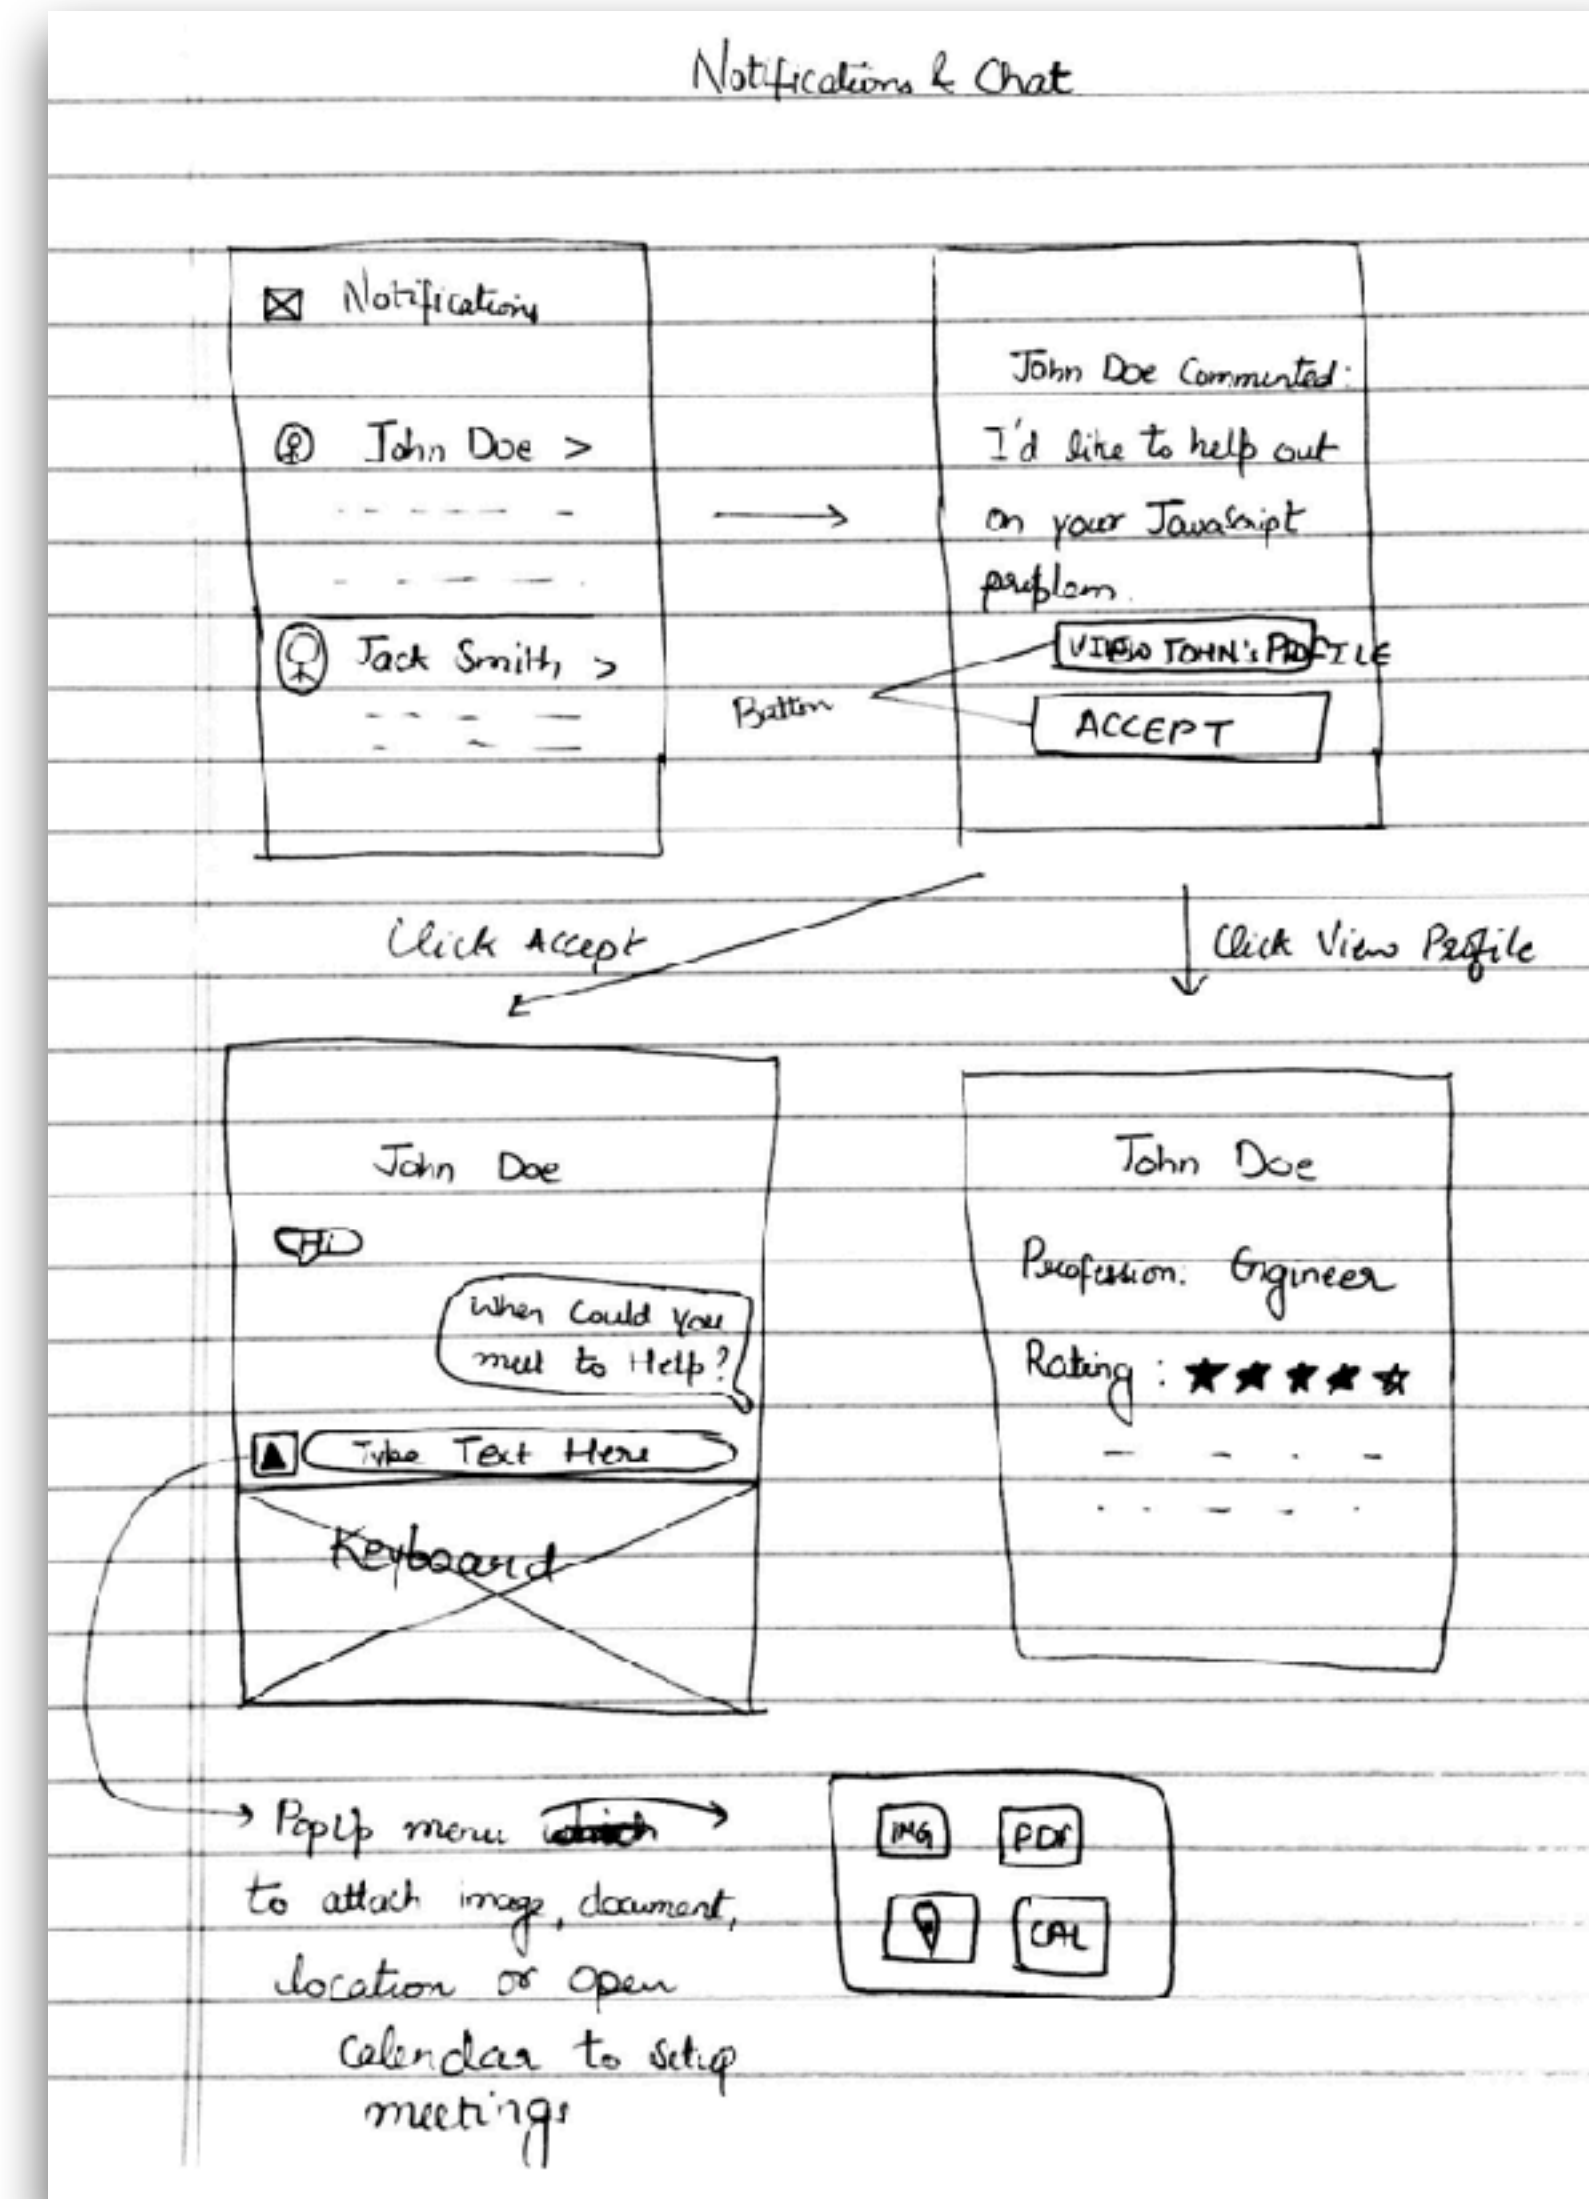 Notifications & Chat
Notifications
John Doe >
Jack Smith >
John Doe Commented:
I'd like to help out
on your JavaScript
problem.
VIEW JOHN'S PROFILE
ACCEPT
Button
Click Accept
Click View Profile
John Doe
Hi
When Could you
meet to Help?
Type Text Here
Keyboard
John Doe
Profession: Engineer
Rating :
PopUp menu
to attach image, document,
location or open
calendar to setup
meetings
IMG
PDF
CAL